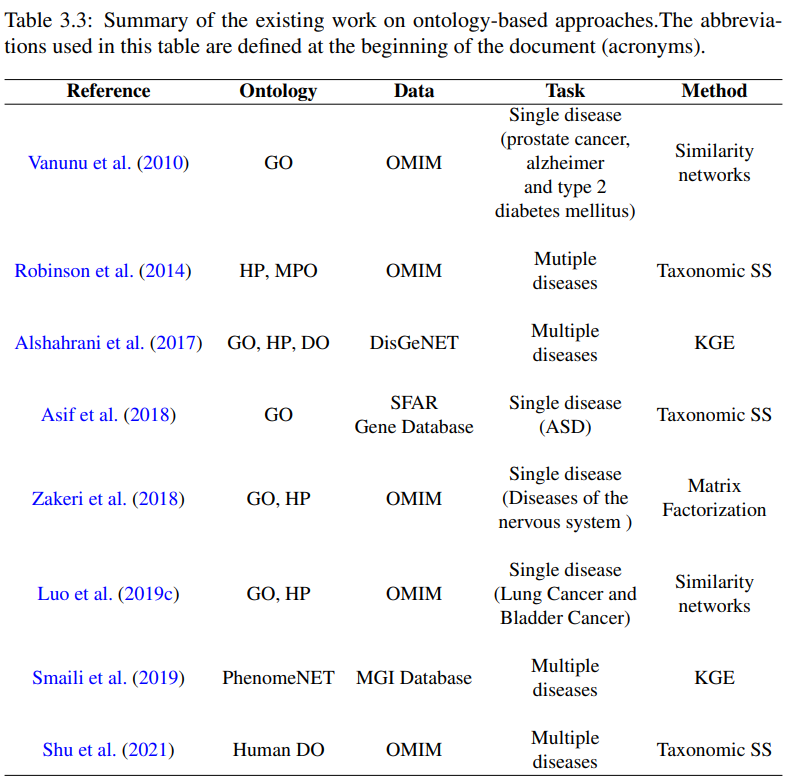 Table 3.3: Summary of the existing work on ontology-based approaches.The abbrevia-
tions used in this table are defined at the beginning of the document (acronyms).
Reference Ontology Data Task Method
Vanunu et al. (2010) GO OMIM Single disease
(prostate cancer,
alzheimer
and type 2
diabetes mellitus) Similarity
networks
Robinson et al. (2014) HP, MPO OMIM Mutiple
diseases Taxonomic SS
Alshahrani et al. (2017) GO, HP, DO DisGeNET Multiple
diseases KGE
Asif et al. (2018) GO SFAR
Gene Database Single disease
(ASD) Taxonomic SS
Zakeri et al. (2018) GO, HP OMIM Single disease
(Diseases of the
nervous system ) Matrix
Factorization
Luo et al. (2019c) GO, HP OMIM Single disease
(Lung Cancer and
Bladder Cancer) Similarity
networks
Smaili et al. (2019) PhenomeNET MGI Database Multiple
diseases KGE
Shu et al. (2021) Human DO OMIM Multiple
diseases Taxonomic SS